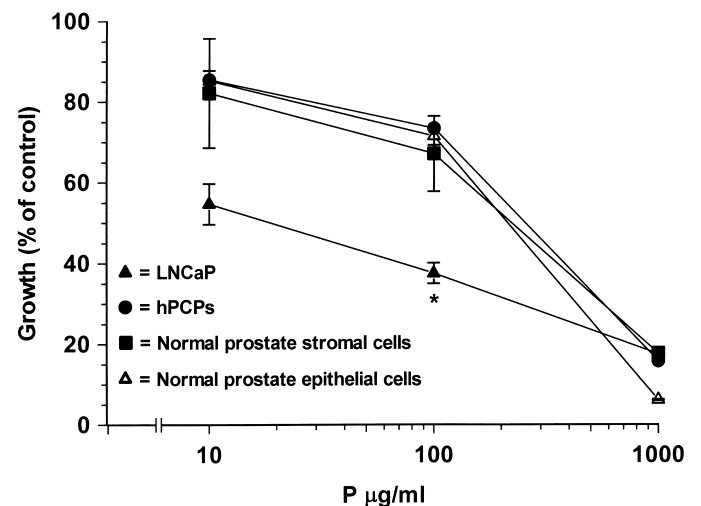 100
80
60
40
20
0
Growth (% of control)
▲ = LNCaP
● = hPCPs
■ = Normal prostate stromal cells
△ = Normal prostate epithelial cells
*
10
100
1000
P μg/ml